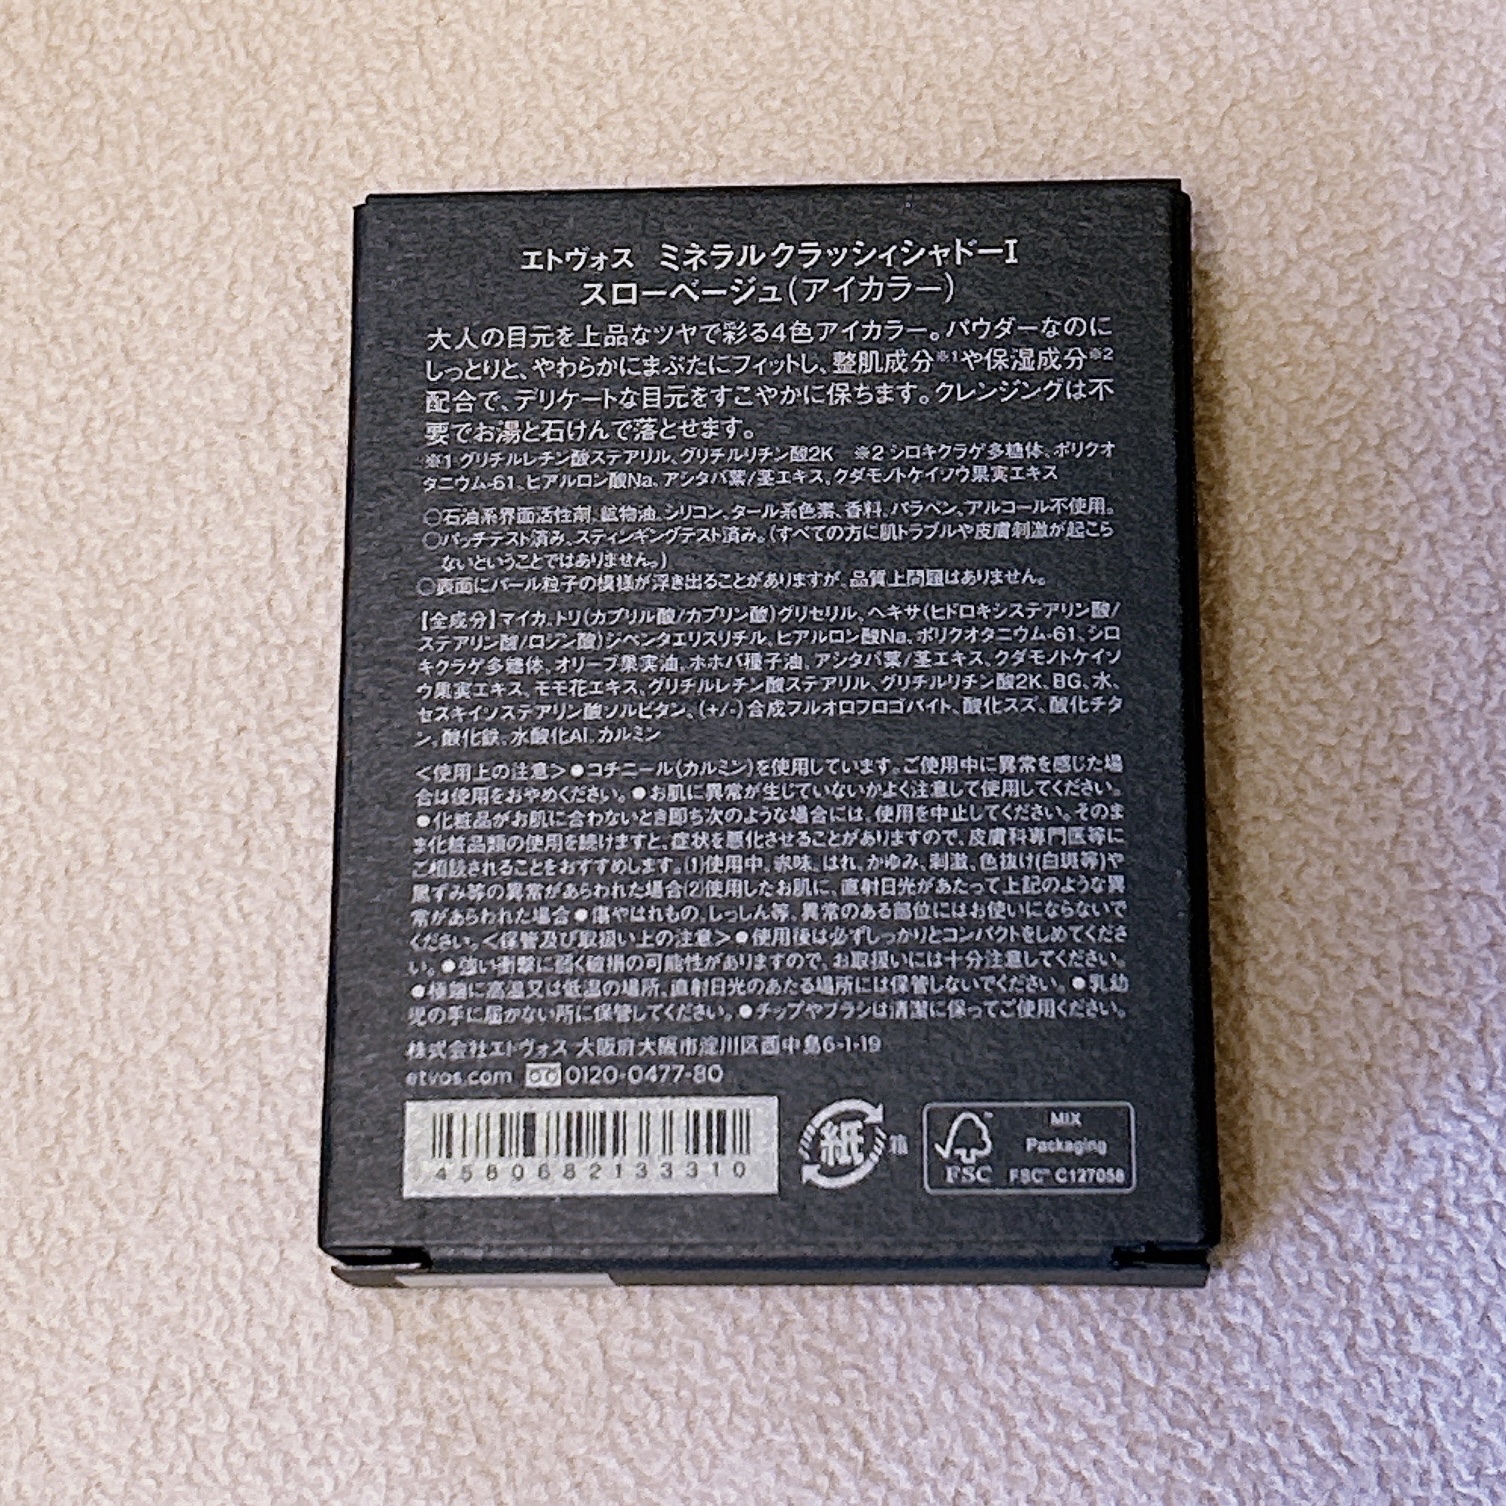 エトヴォス ミネラルクラッシィシャドーI
スローベージュ(アイカラー)
大人の目元を上品なツヤで彩る4色アイカラー。パウダーなのに
しっとりと、やわらかにまぶたにフィットし、整肌成分※1や保湿成分※2
配合で、デリケートな目元をすこやかに保ちます。クレンジングは不
要でお湯と石けんで落とせます。
※1 グリチルレチン酸ステアリル、グリチルリチン酸2K ※2 シロキクラゲ多糖体、ポリクオ
タニウム-61、ヒアルロン酸Na、アシタバ葉/茎エキス、クダモノトケイソウ果実エキス
○石油系界面活性剤、鉱物油、シリコン、タール系色素、香料、パラベン、アルコール不使用。
○パッチテスト済み、スティンギングテスト済み。(すべての方に肌トラブルや皮膚刺激が起こら
ないということではありません。)
○表面にパール粒子の模様が浮き出ることがありますが、品質上問題はありません。
【全成分】マイカ、トリ(カプリル酸/カプリン酸)グリセリル、ヘキサ(ヒドロキシステアリン酸/
ステアリン酸/ロジン酸)ジペンタエリスリチル、ヒアルロン酸Na、ポリクオタニウム-61、シロ
キクラゲ多糖体、オリーブ果実油、ホホバ種子油、アシタバ葉/茎エキス、クダモノトケイソ
ウ果実エキス、モモ花エキス、グリチルレチン酸ステアリル、グリチルリチン酸2K、BG、水、
セスキイソステアリン酸ソルビタン、(+/-)合成フルオロフロゴパイト、酸化スズ、酸化チタ
ン、酸化鉄、水酸化Al、カルミン
＜使用上の注意＞●コチニール(カルミン)を使用しています。ご使用中に異常を感じた場
合は使用をおやめください。●お肌に異常が生じていないかよく注意して使用してください。
●化粧品がお肌に合わないとき即ち次のような場合には、使用を中止してください。そのま
ま化粧品類の使用を続けますと、症状を悪化させることがありますので、皮膚科専門医等に
ご相談されることをおすすめします。(1)使用中、赤味、はれ、かゆみ、刺激、色抜け(白斑等)や
黒ずみ等の異常があらわれた場合(2)使用したお肌に、直射日光があたって上記のような異
常があらわれた場合●傷やはれもの、しっしん等、異常のある部位にはお使いにならないで
ください。＜保管及び取扱い上の注意＞●使用後は必ずしっかりとコンパクトをしめてくださ
い。●強い衝撃に弱く破損の可能性がありますので、お取扱いには十分注意してください。
●極端に高温又は低温の場所、直射日光のあたる場所には保管しないでください。●乳幼
児の手に届かない所に保管してください。●チップやブラシは清潔に保ってご使用ください。
株式会社エトヴォス 大阪府大阪市淀川区西中島6-1-19
etvos.com 0120-0477-80
4580682133310
紙 箱
FSC
MIX
Packaging
FSC™ C127058